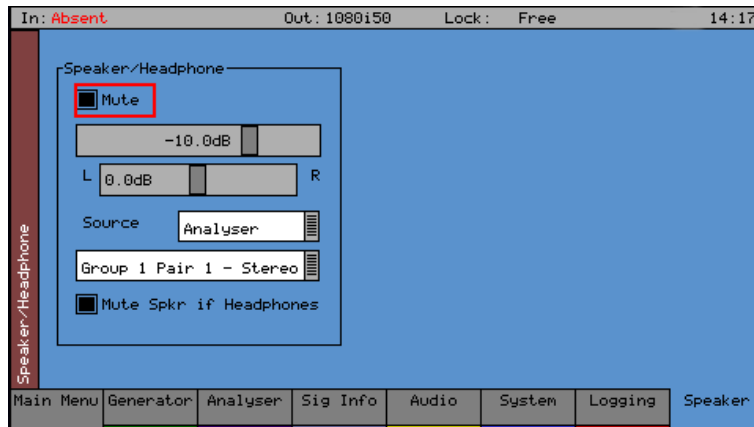 In: Absent Out: 1080i50 Lock: Free 14:17
Speaker/Headphone
Mute
-10.0dB
L 0.0dB R
Source Analyser
Group 1 Pair 1 - Stereo
Mute Spkr if Headphones
Speaker/Headphone
Main Menu Generator Analyser Sig Info Audio System Logging Speaker